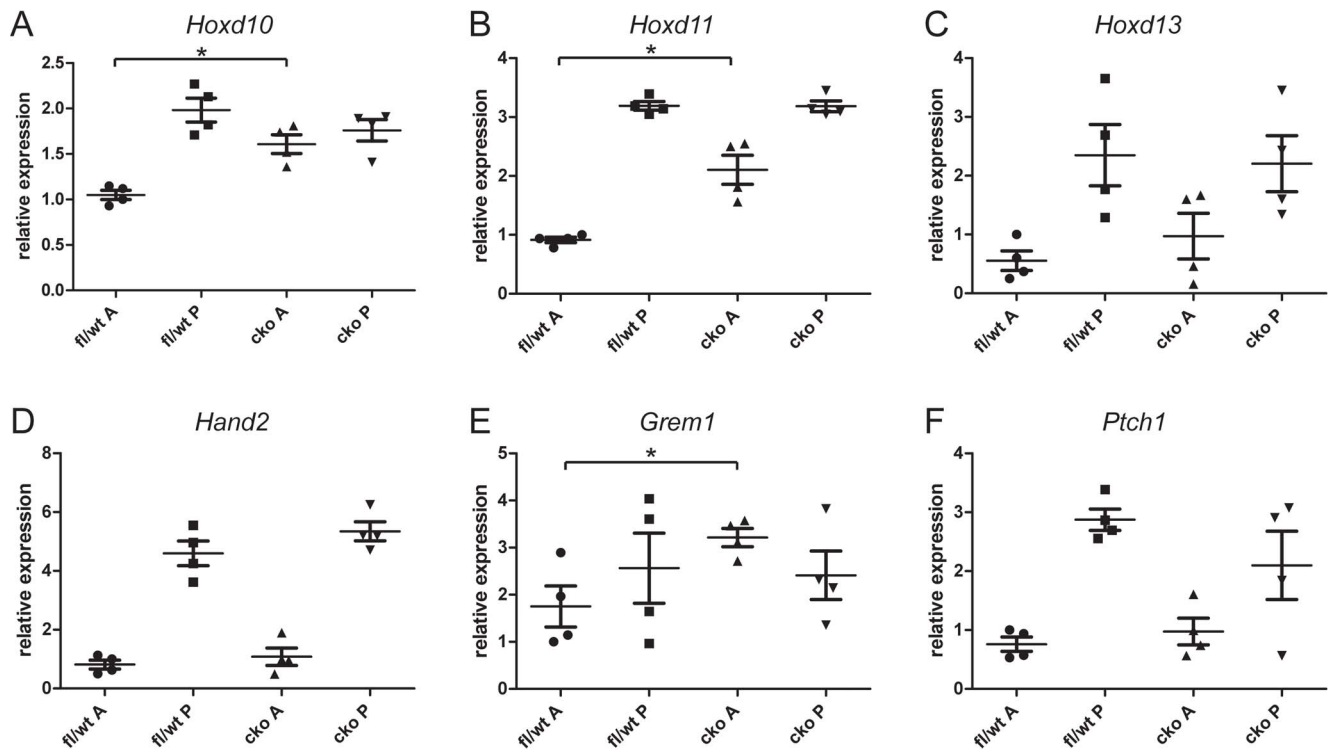 A
Hoxd10
relative expression
2.5
2.0
1.5
1.0
0.5
0.0
*
fl/wt A
fl/wt P
cko A
cko P
B
Hoxd11
relative expression
4
3
2
1
0
*
fl/wt A
fl/wt P
cko A
cko P
C
Hoxd13
relative expression
4
3
2
1
0
fl/wt A
fl/wt P
cko A
cko P
D
Hand2
relative expression
8
6
4
2
0
fl/wt A
fl/wt P
cko A
cko P
E
Grem1
relative expression
5
4
3
2
1
0
*
fl/wt A
fl/wt P
cko A
cko P
F
Ptch1
relative expression
4
3
2
1
0
fl/wt A
fl/wt P
cko A
cko P